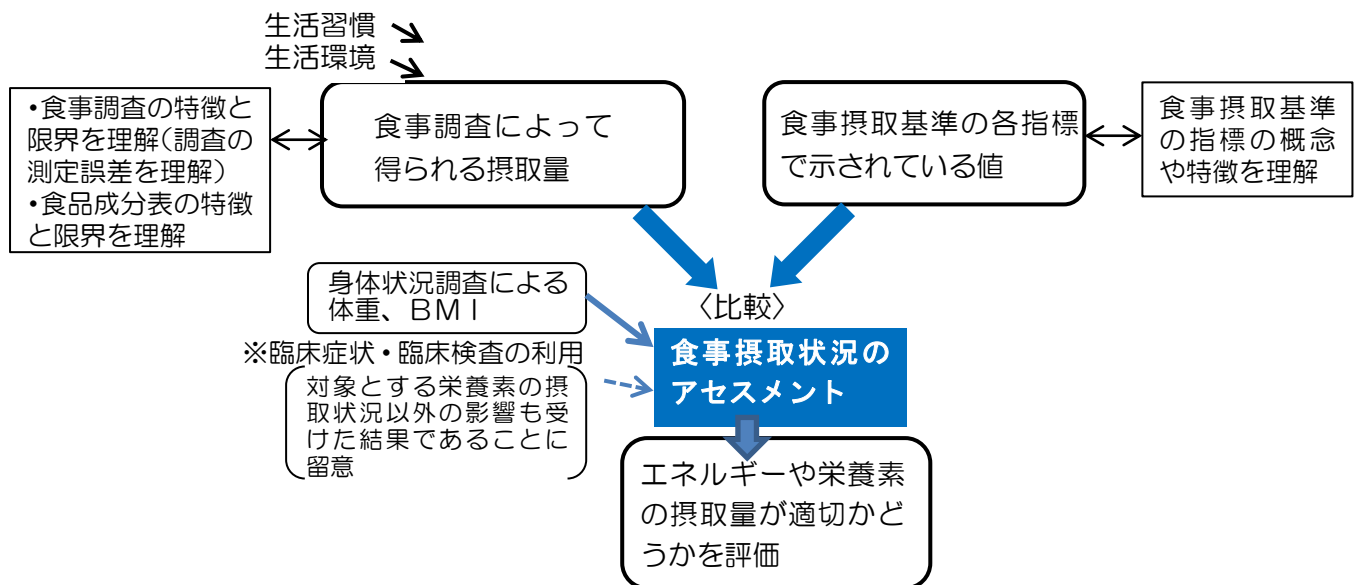 生活習慣
生活環境
・食事調査の特徴と
限界を理解（調査の
測定誤差を理解）
・食品成分表の特徴
と限界を理解
食事調査によって
得られる摂取量
食事摂取基準の各指標
で示されている値
食事摂取基準
の指標の概念
や特徴を理解
身体状況調査による
体重、ＢＭＩ
〈比較〉
※臨床症状・臨床検査の利用
対象とする栄養素の摂
取状況以外の影響も受
けた結果であることに
留意
食事摂取状況の
アセスメント
エネルギーや栄養素
の摂取量が適切かど
うかを評価